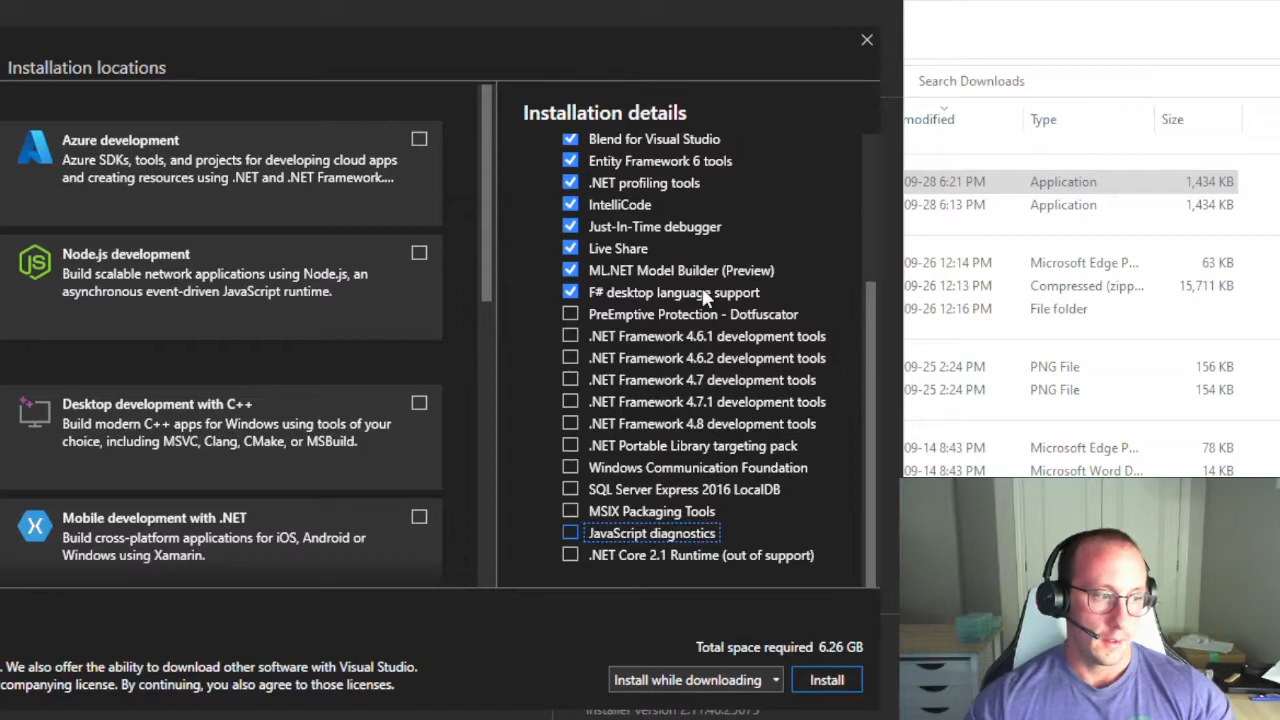 Installation locations
Azure development
Azure SDKs, tools, and projects for developing cloud apps
and creating resources using .NET and .NET Framework....
Node.js development
Build scalable network applications using Node.js, an
asynchronous event-driven JavaScript runtime.
Desktop development with C++
Build modern C++ apps for Windows using tools of your
choice, including MSVC, Clang, CMake, or MSBuild.
Mobile development with .NET
Build cross-platform applications for iOS, Android or
Windows using Xamarin.
Installation details
Blend for Visual Studio
Entity Framework 6 tools
.NET profiling tools
IntelliCode
Just-In-Time debugger
Live Share
ML.NET Model Builder (Preview)
F# desktop language support
PreEmptive Protection - Dotfuscator
.NET Framework 4.6.1 development tools
.NET Framework 4.6.2 development tools
.NET Framework 4.7 development tools
.NET Framework 4.7.1 development tools
.NET Framework 4.8 development tools
.NET Portable Library targeting pack
Windows Communication Foundation
SQL Server Express 2016 LocalDB
MSIX Packaging Tools
JavaScript diagnostics
.NET Core 2.1 Runtime (out of support)
Total space required 6.26 GB
. We also offer the ability to download other software with Visual Studio.
ccompanying license. By continuing, you also agree to those licenses.
Install while downloading
Install
Search Downloads
modified Type Size
09-28 6:21 PM Application 1,434 KB
09-28 6:13 PM Application 1,434 KB
09-26 12:14 PM Microsoft Edge P... 63 KB
09-26 12:13 PM Compressed (zipp... 15,711 KB
09-26 12:16 PM File folder
09-25 2:24 PM PNG File 156 KB
09-25 2:24 PM PNG File 154 KB
09-14 8:43 PM Microsoft Edge P... 78 KB
09-14 8:43 PM Microsoft Word D... 14 KB